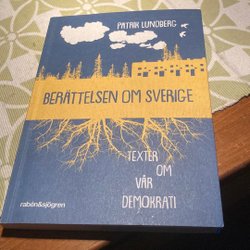 PATRIK LUNDBERG
BERÄTTELSEN OM SVERIGE
TEXTER
OM
VÅR
DEMOKRATI
rabén&sjögren